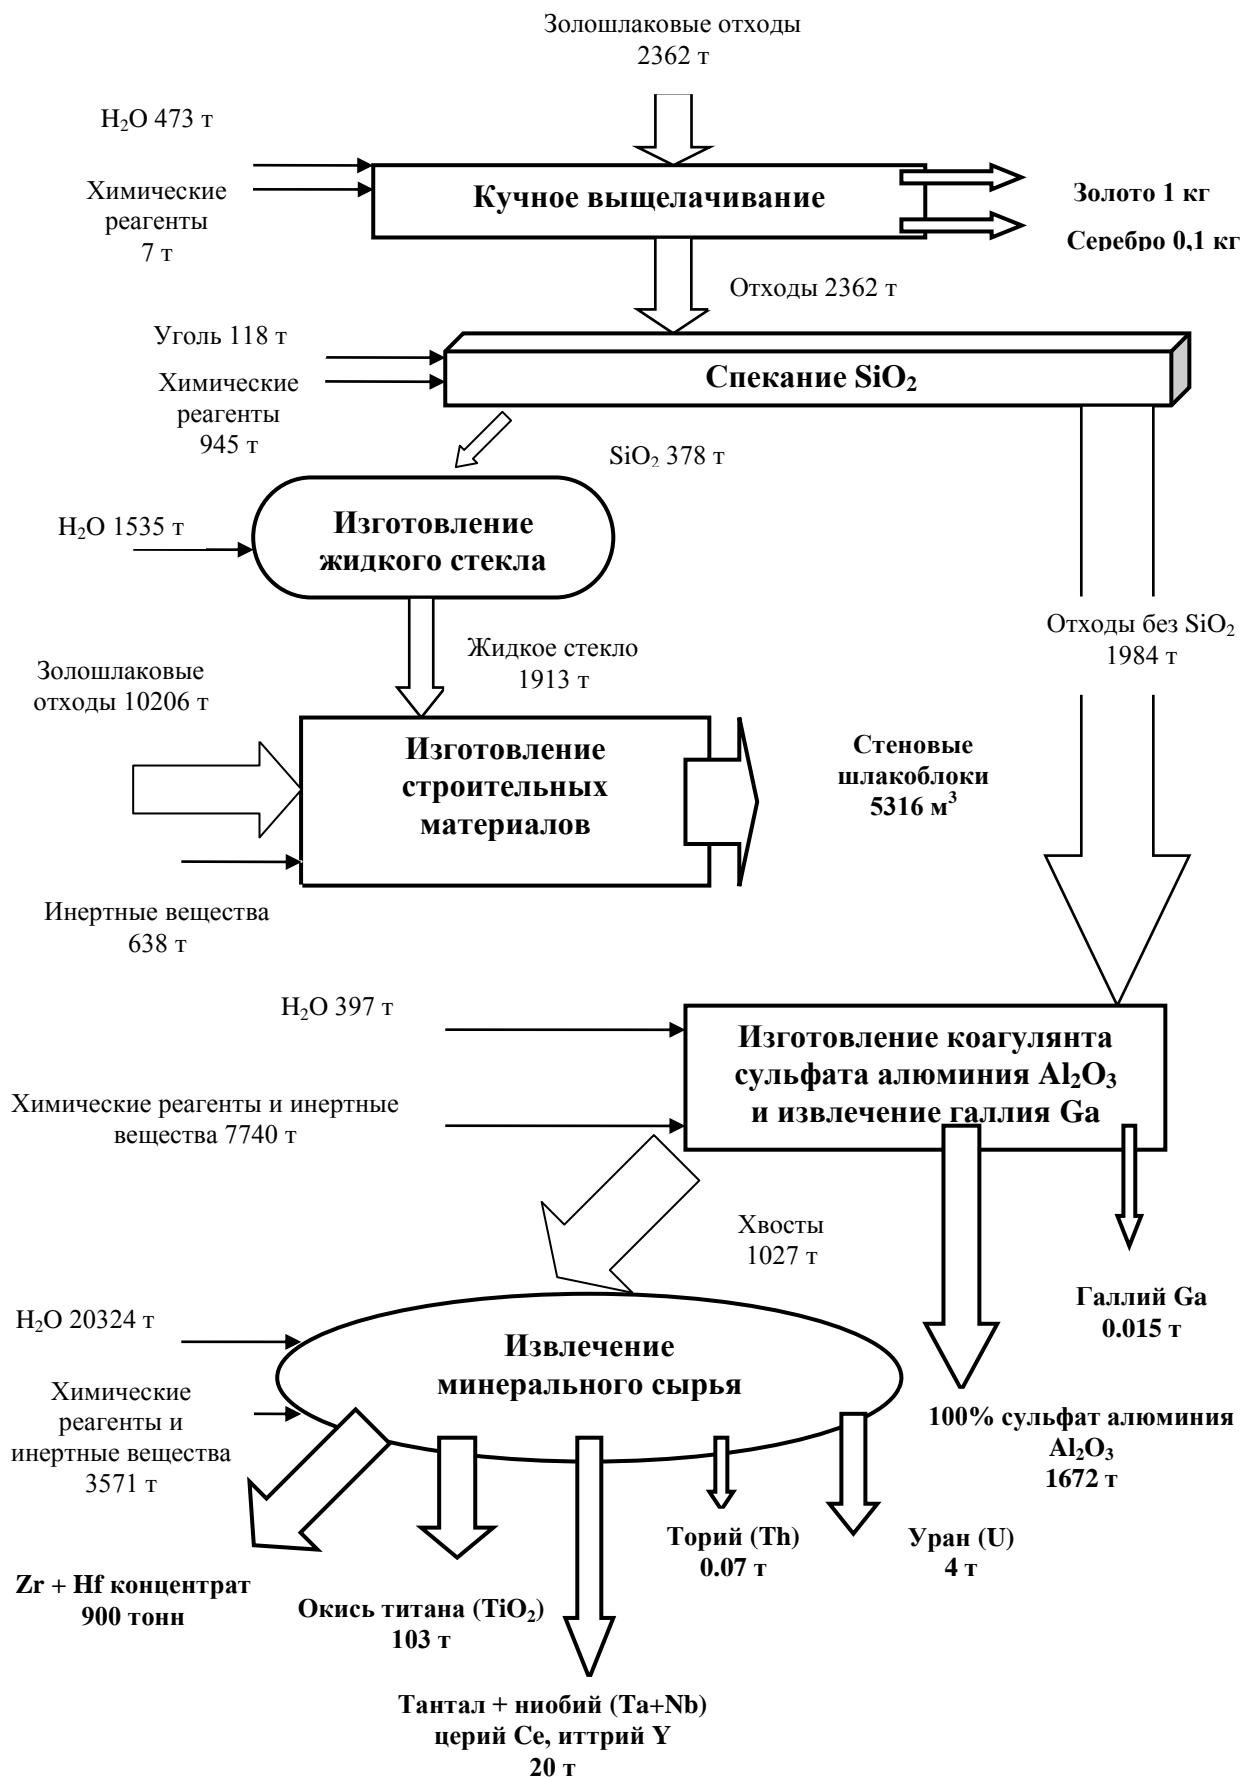 Золошлаковые отходы
2362 т
H₂O 473 т
Химические
реагенты
7 т
Кучное выщелачивание
Золото 1 кг
Серебро 0,1 кг
Отходы 2362 т
Уголь 118 т
Химические
реагенты
945 т
Спекание SiO₂
SiO₂ 378 т
H₂O 1535 т
Изготовление
жидкого стекла
Отходы без SiO₂
1984 т
Жидкое стекло
1913 т
Золошлаковые
отходы 10206 т
Изготовление
строительных
материалов
Стеновые
шлакоблоки
5316 м³
Инертные вещества
638 т
H₂O 397 т
Изготовление коагулянта
сульфата алюминия Al₂O₃
и извлечение галлия Ga
Химические реагенты и инертные
вещества 7740 т
Хвосты
1027 т
Галлий Ga
0.015 т
H₂O 20324 т
Извлечение
минерального сырья
Химические
реагенты и
инертные вещества
3571 т
100% сульфат алюминия
Al₂O₃
1672 т
Торий (Th)
0.07 т
Уран (U)
4 т
Zr + Hf концентрат
900 тонн
Окись титана (TiO₂)
103 т
Тантал + ниобий (Ta+Nb)
церий Ce, иттрий Y
20 т